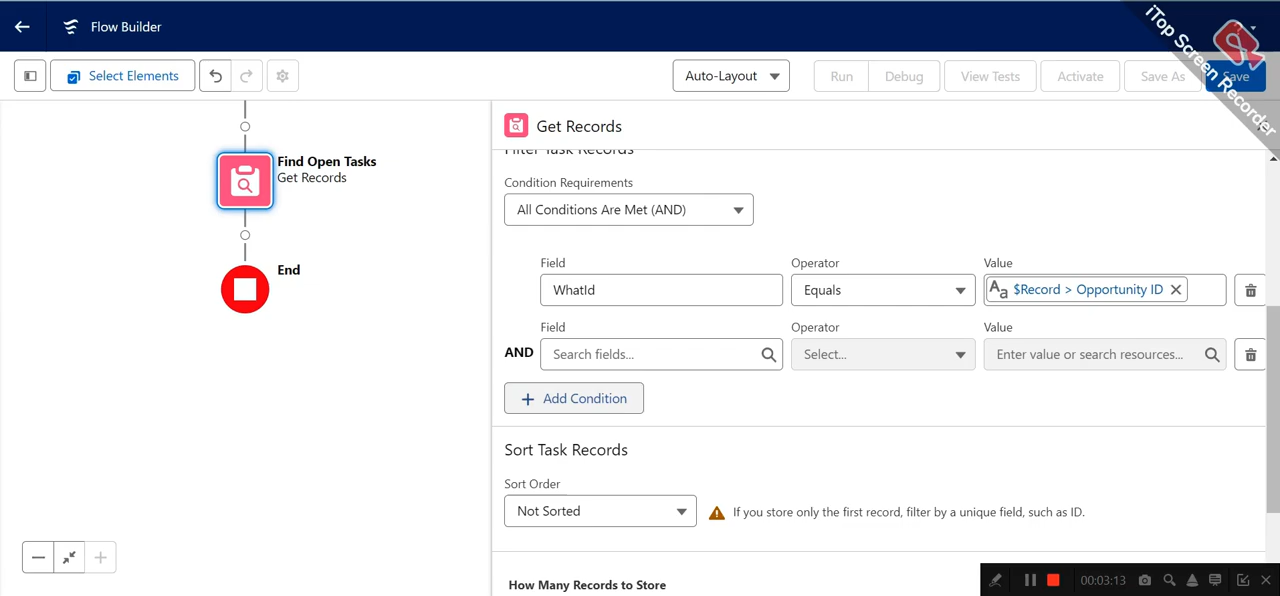 Flow Builder
iTop Screen Recorder
Select Elements
Auto-Layout
Run
Debug
View Tests
Activate
Save As
Save
Find Open Tasks
Get Records
End
Get Records
Filter Task Records
Condition Requirements
All Conditions Are Met (AND)
Field
Operator
Value
WhatId
Equals
Aa $Record > Opportunity ID
Field
Operator
Value
AND
Search fields...
Select...
Enter value or search resources...
Add Condition
Sort Task Records
Sort Order
Not Sorted
If you store only the first record, filter by a unique field, such as ID.
How Many Records to Store
00:03:13